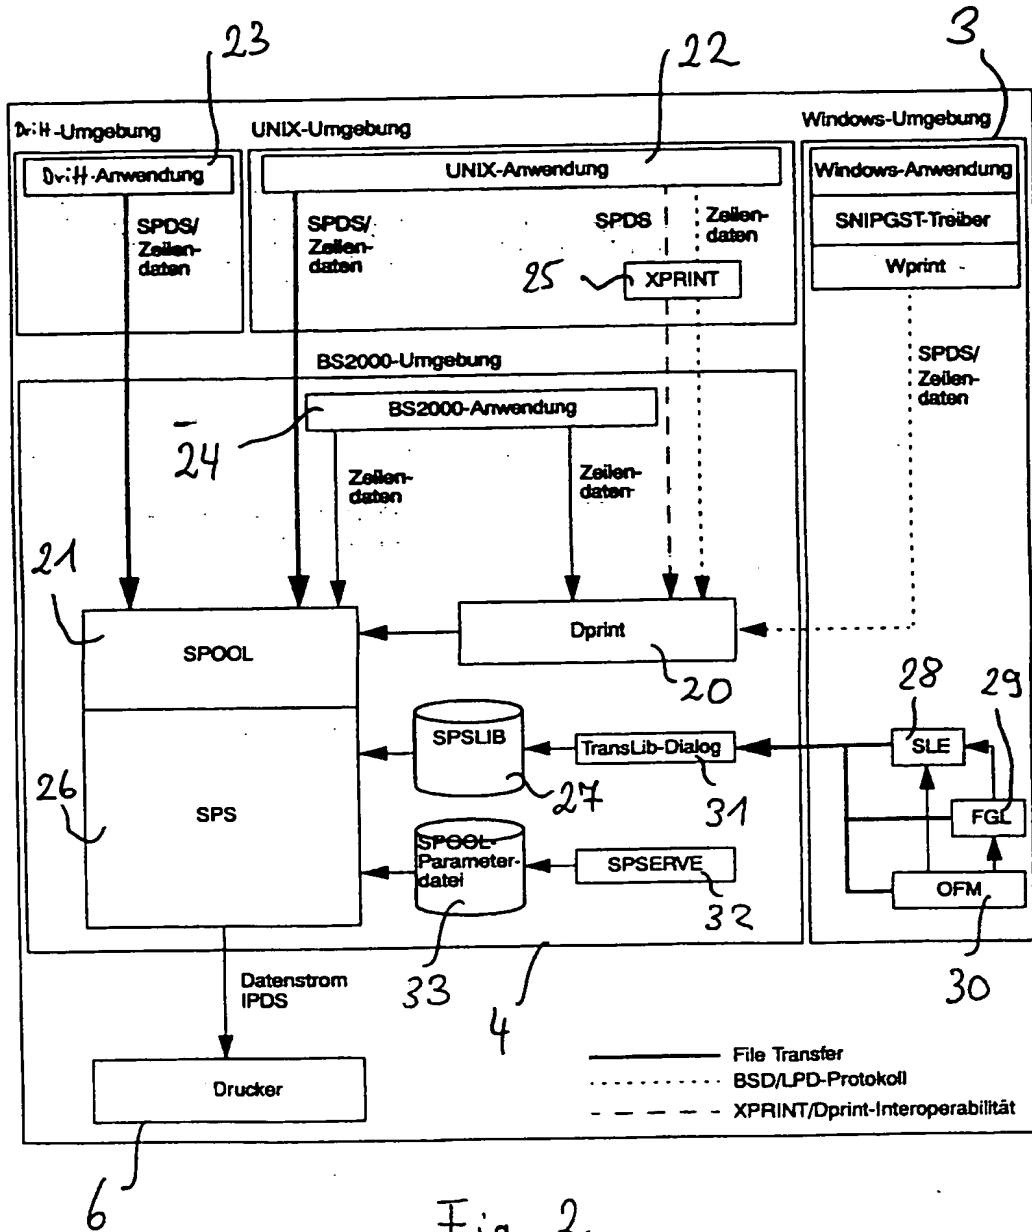 23
22
3
Dritt-Umgebung
UNIX-Umgebung
Windows-Umgebung
Dritt-Anwendung
UNIX-Anwendung
Windows-Anwendung
SPDS/
Zeilen-
daten
SPDS/
Zeilen-
daten
SPDS
Zeilen-
daten
SNIPGST-Treiber
Wprint
25
XPRINT
BS2000-Umgebung
SPDS/
Zeilen-
daten
BS2000-Anwendung
24
Zeilen-
daten
Zeilen-
daten-
21
SPOOL
Dprint
20
28
29
SPSLIB
TransLib-Dialog
SLE
26
SPS
27
31
FGL
SPOOL-
Parameter-
datei
SPSERVE
OFM
32
33
30
4
Datenstrom
IPDS
Drucker
File Transfer
BSD/LPD-Protokoll
XPRINT/Dprint-Interoperabilität
6
Fig. 2